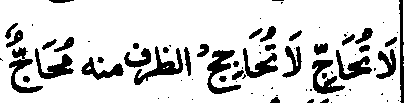 لَا تُحَاجِّ لَا تُحَاجِجْ الظرف منه مُحَاجٌّ